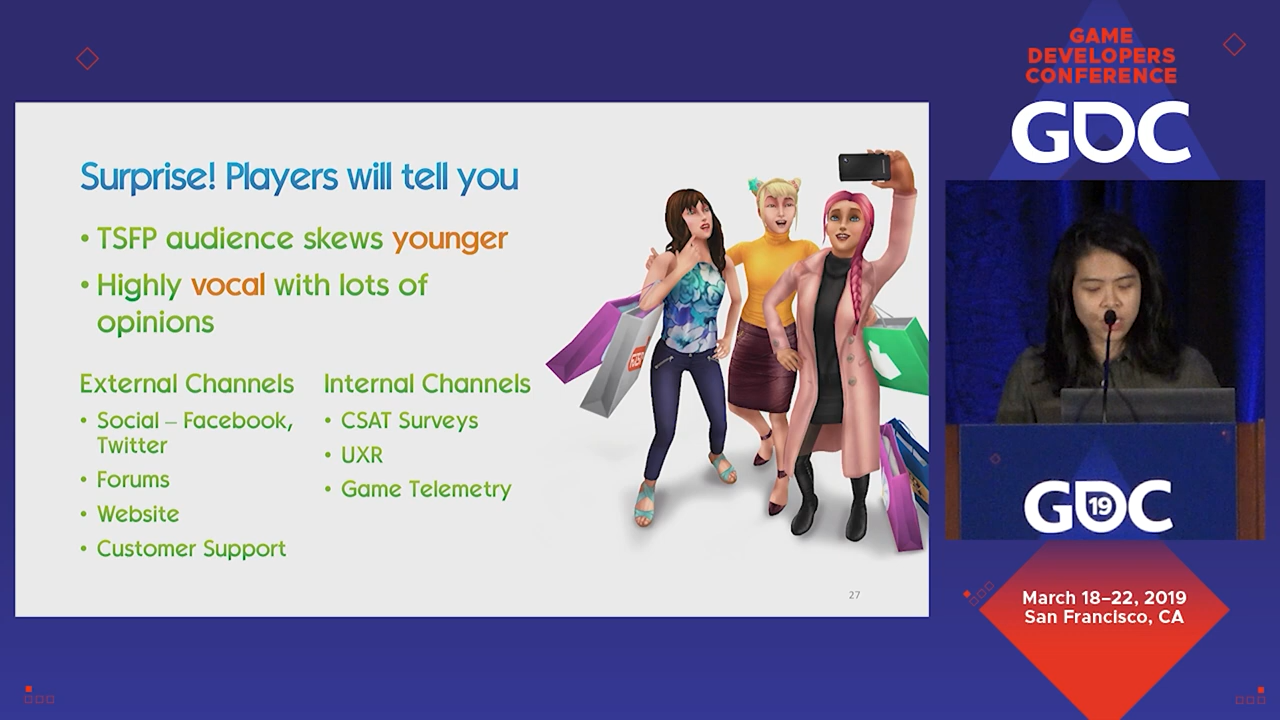 GAME
DEVELOPERS
CONFERENCE
GDC
Surprise! Players will tell you
• TSFP audience skews younger
• Highly vocal with lots of
opinions
External Channels
• Social – Facebook,
Twitter
• Forums
• Website
• Customer Support
Internal Channels
• CSAT Surveys
• UXR
• Game Telemetry
27
GDC
19
March 18–22, 2019
San Francisco, CA